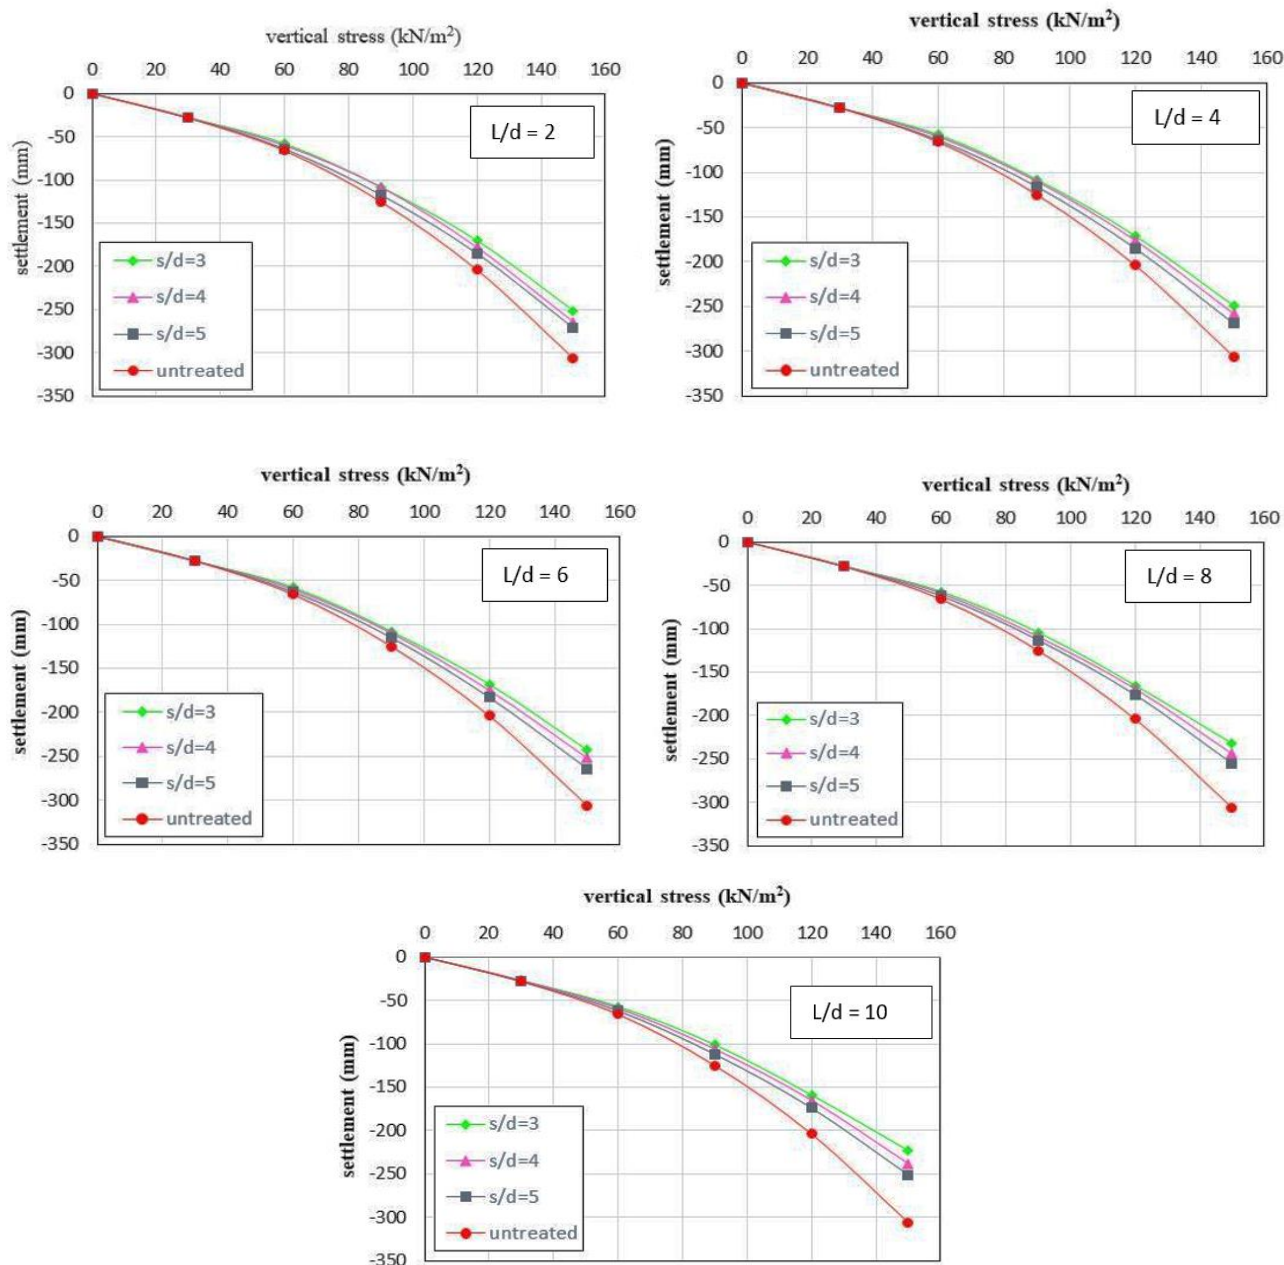 vertical stress (kN/m²)
0 20 40 60 80 100 120 140 160
0
-50
-100
-150
-200
-250
-300
-350
settlement (mm)
L/d = 2
s/d=3
s/d=4
s/d=5
untreated
vertical stress (kN/m²)
0 20 40 60 80 100 120 140 160
0
-50
-100
-150
-200
-250
-300
-350
settlement (mm)
L/d = 4
s/d=3
s/d=4
s/d=5
untreated
vertical stress (kN/m²)
0 20 40 60 80 100 120 140 160
0
-50
-100
-150
-200
-250
-300
-350
settlement (mm)
L/d = 6
s/d=3
s/d=4
s/d=5
untreated
vertical stress (kN/m²)
0 20 40 60 80 100 120 140 160
0
-50
-100
-150
-200
-250
-300
-350
settlement (mm)
L/d = 8
s/d=3
s/d=4
s/d=5
untreated
vertical stress (kN/m²)
0 20 40 60 80 100 120 140 160
0
-50
-100
-150
-200
-250
-300
-350
settlement (mm)
L/d = 10
s/d=3
s/d=4
s/d=5
untreated